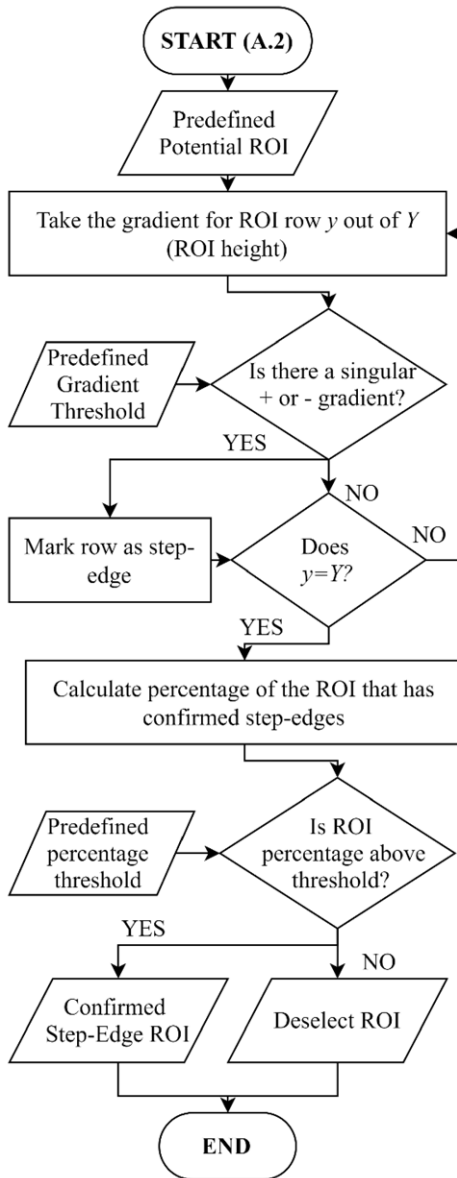 START (A.2)
Predefined
Potential ROI
Take the gradient for ROI row y out of Y
(ROI height)
Predefined
Gradient
Threshold
Is there a singular
+ or - gradient?
YES
NO
Mark row as step-
edge
Does
y=Y?
NO
YES
Calculate percentage of the ROI that has
confirmed step-edges
Predefined
percentage
threshold
Is ROI
percentage above
threshold?
YES
NO
Confirmed
Step-Edge ROI
Deselect ROI
END